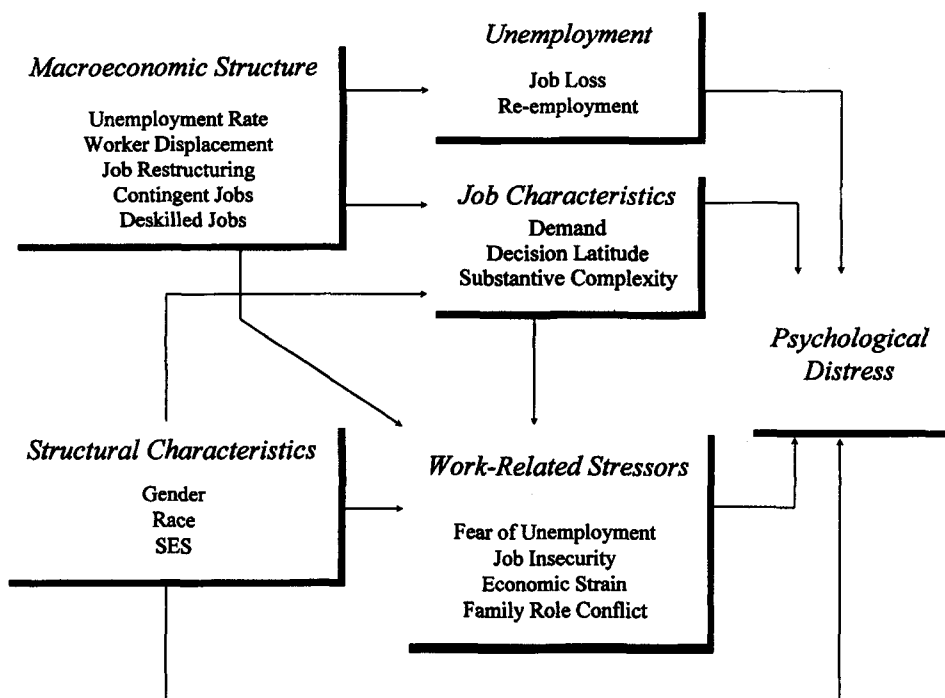 Macroeconomic Structure
Unemployment Rate
Worker Displacement
Job Restructuring
Contingent Jobs
Deskilled Jobs
Unemployment
Job Loss
Re-employment
Job Characteristics
Demand
Decision Latitude
Substantive Complexity
Psychological
Distress
Structural Characteristics
Gender
Race
SES
Work-Related Stressors
Fear of Unemployment
Job Insecurity
Economic Strain
Family Role Conflict